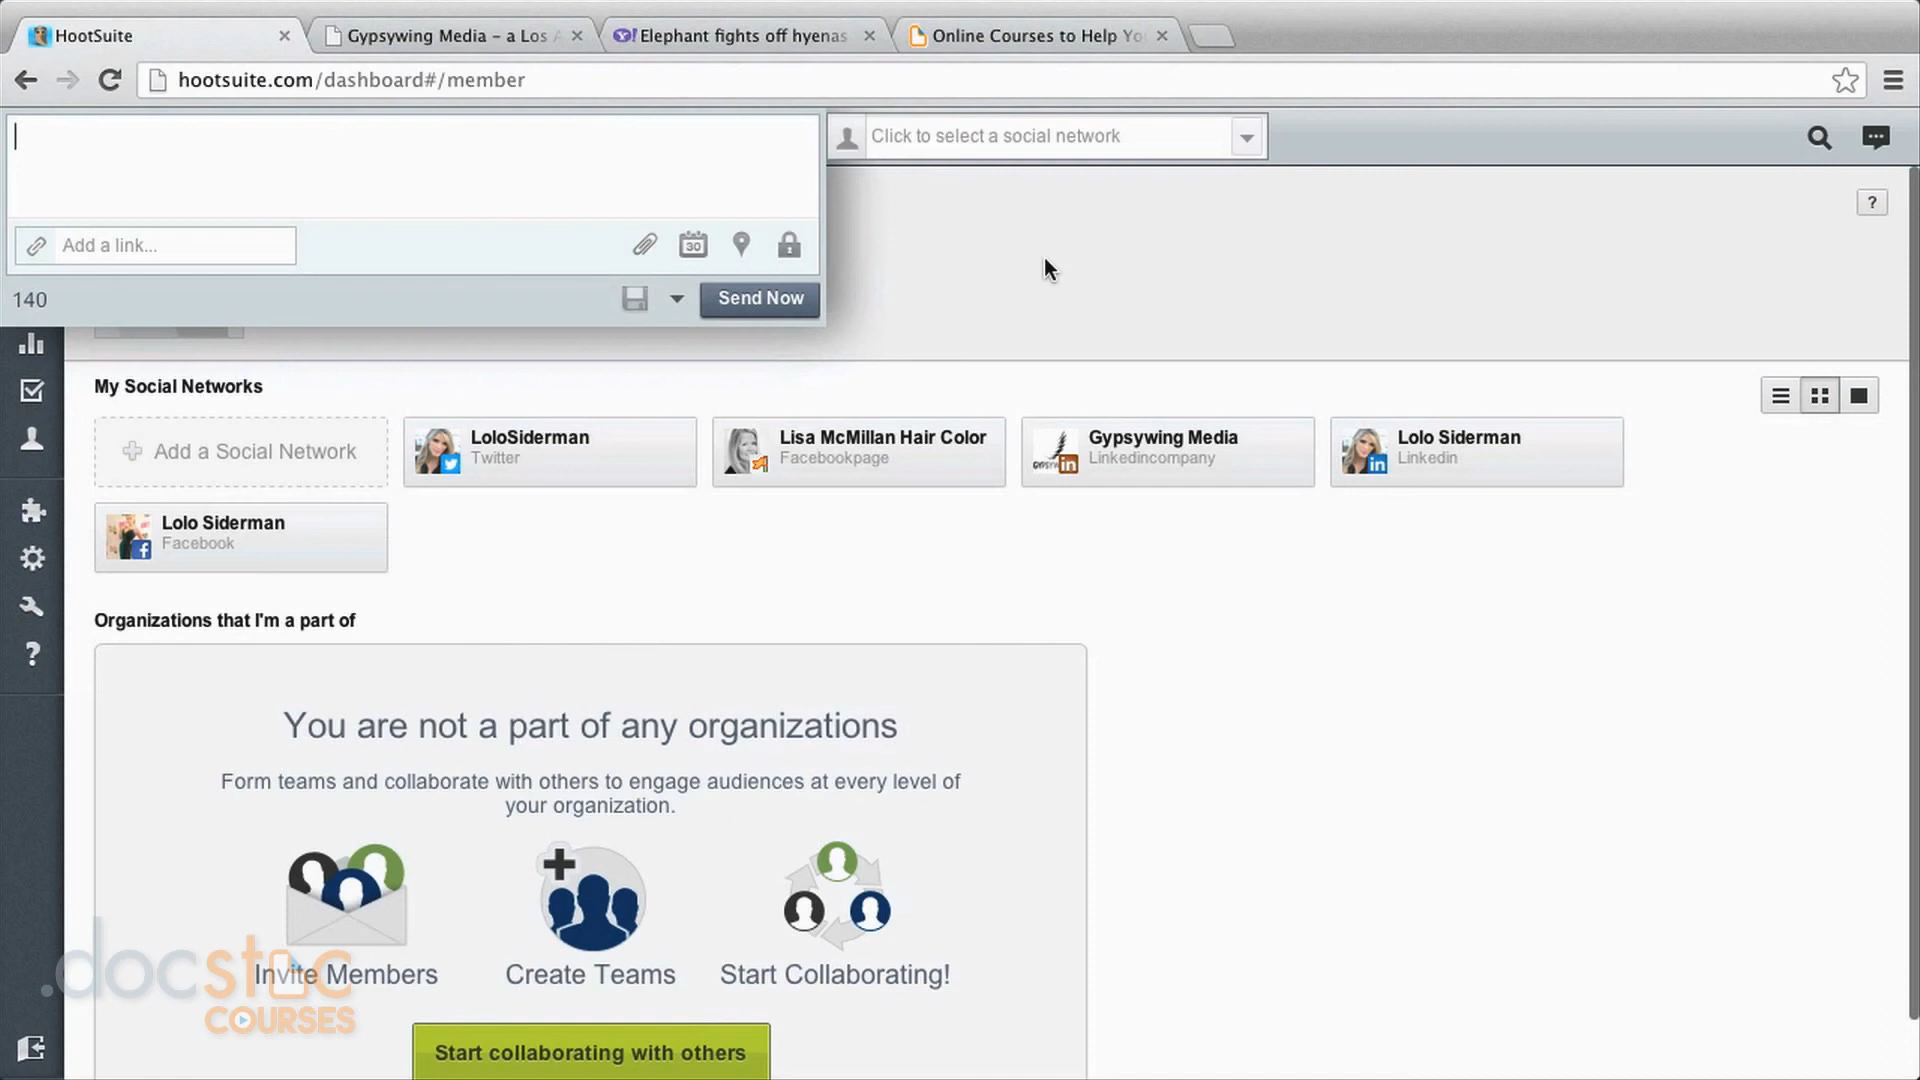 HootSuite
Gypsywing Media – a Los A
Y! Elephant fights off hyenas
Online Courses to Help Yo
hootsuite.com/dashboard#/member
Click to select a social network
?
Add a link...
30
140
Send Now
My Social Networks
Add a Social Network
LoloSiderman
Twitter
Lisa McMillan Hair Color
Facebookpage
Gypsywing Media
Linkedincompany
Lolo Siderman
Linkedin
Lolo Siderman
Facebook
Organizations that I'm a part of
?
You are not a part of any organizations
Form teams and collaborate with others to engage audiences at every level of
your organization.
Invite Members
Create Teams
Start Collaborating!
.docstoc
COURSES
Start collaborating with others